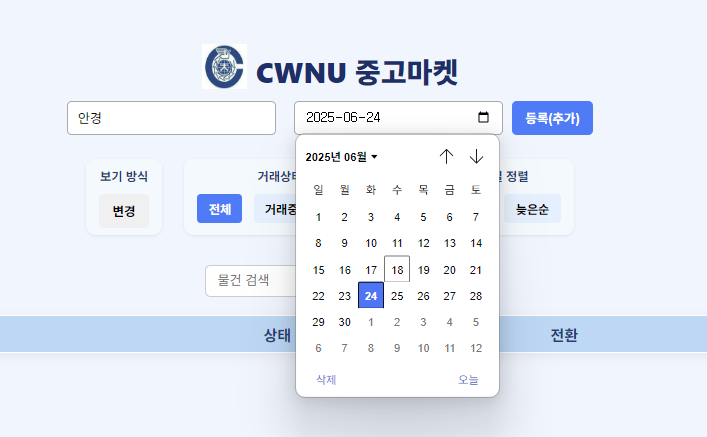 CWNU 중고마켓
안경
2025-06-24
등록(추가)
보기 방식
변경
거래상태
전체
거래중
정렬
늦은순
2025년 06월
일 월 화 수 목 금 토
1 2 3 4 5 6 7
8 9 10 11 12 13 14
15 16 17 18 19 20 21
22 23 24 25 26 27 28
29 30 1 2 3 4 5
6 7 8 9 10 11 12
삭제 오늘
물건 검색
상태
전환